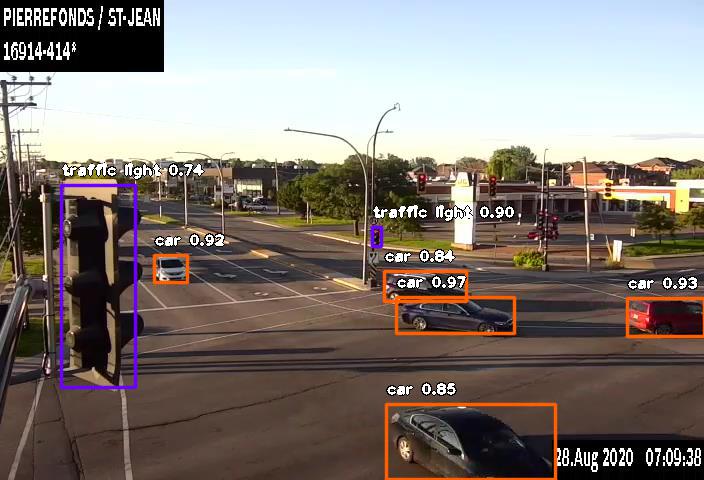 PIERREFONDS / ST-JEAN
16914-414*
traffic light 0.74
traffic light 0.90
car 0.92
car 0.84
car 0.97
car 0.93
car 0.85
28.Aug 2020 07:09:38